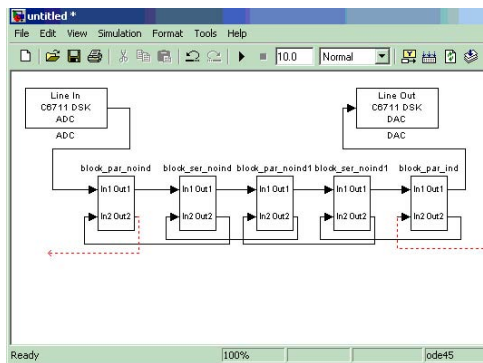 untitled *
File Edit View Simulation Format Tools Help
10.0 Normal
Line In
C6711 DSK
ADC
ADC
Line Out
C6711 DSK
DAC
DAC
block_par_noind block_ser_noind block_par_noind1 block_ser_noind1 block_par_ind
In1 Out1 In1 Out1 In1 Out1 In1 Out1 In1 Out1
In2 Out2 In2 Out2 In2 Out2 In2 Out2 In2 Out2
Ready 100% ode45